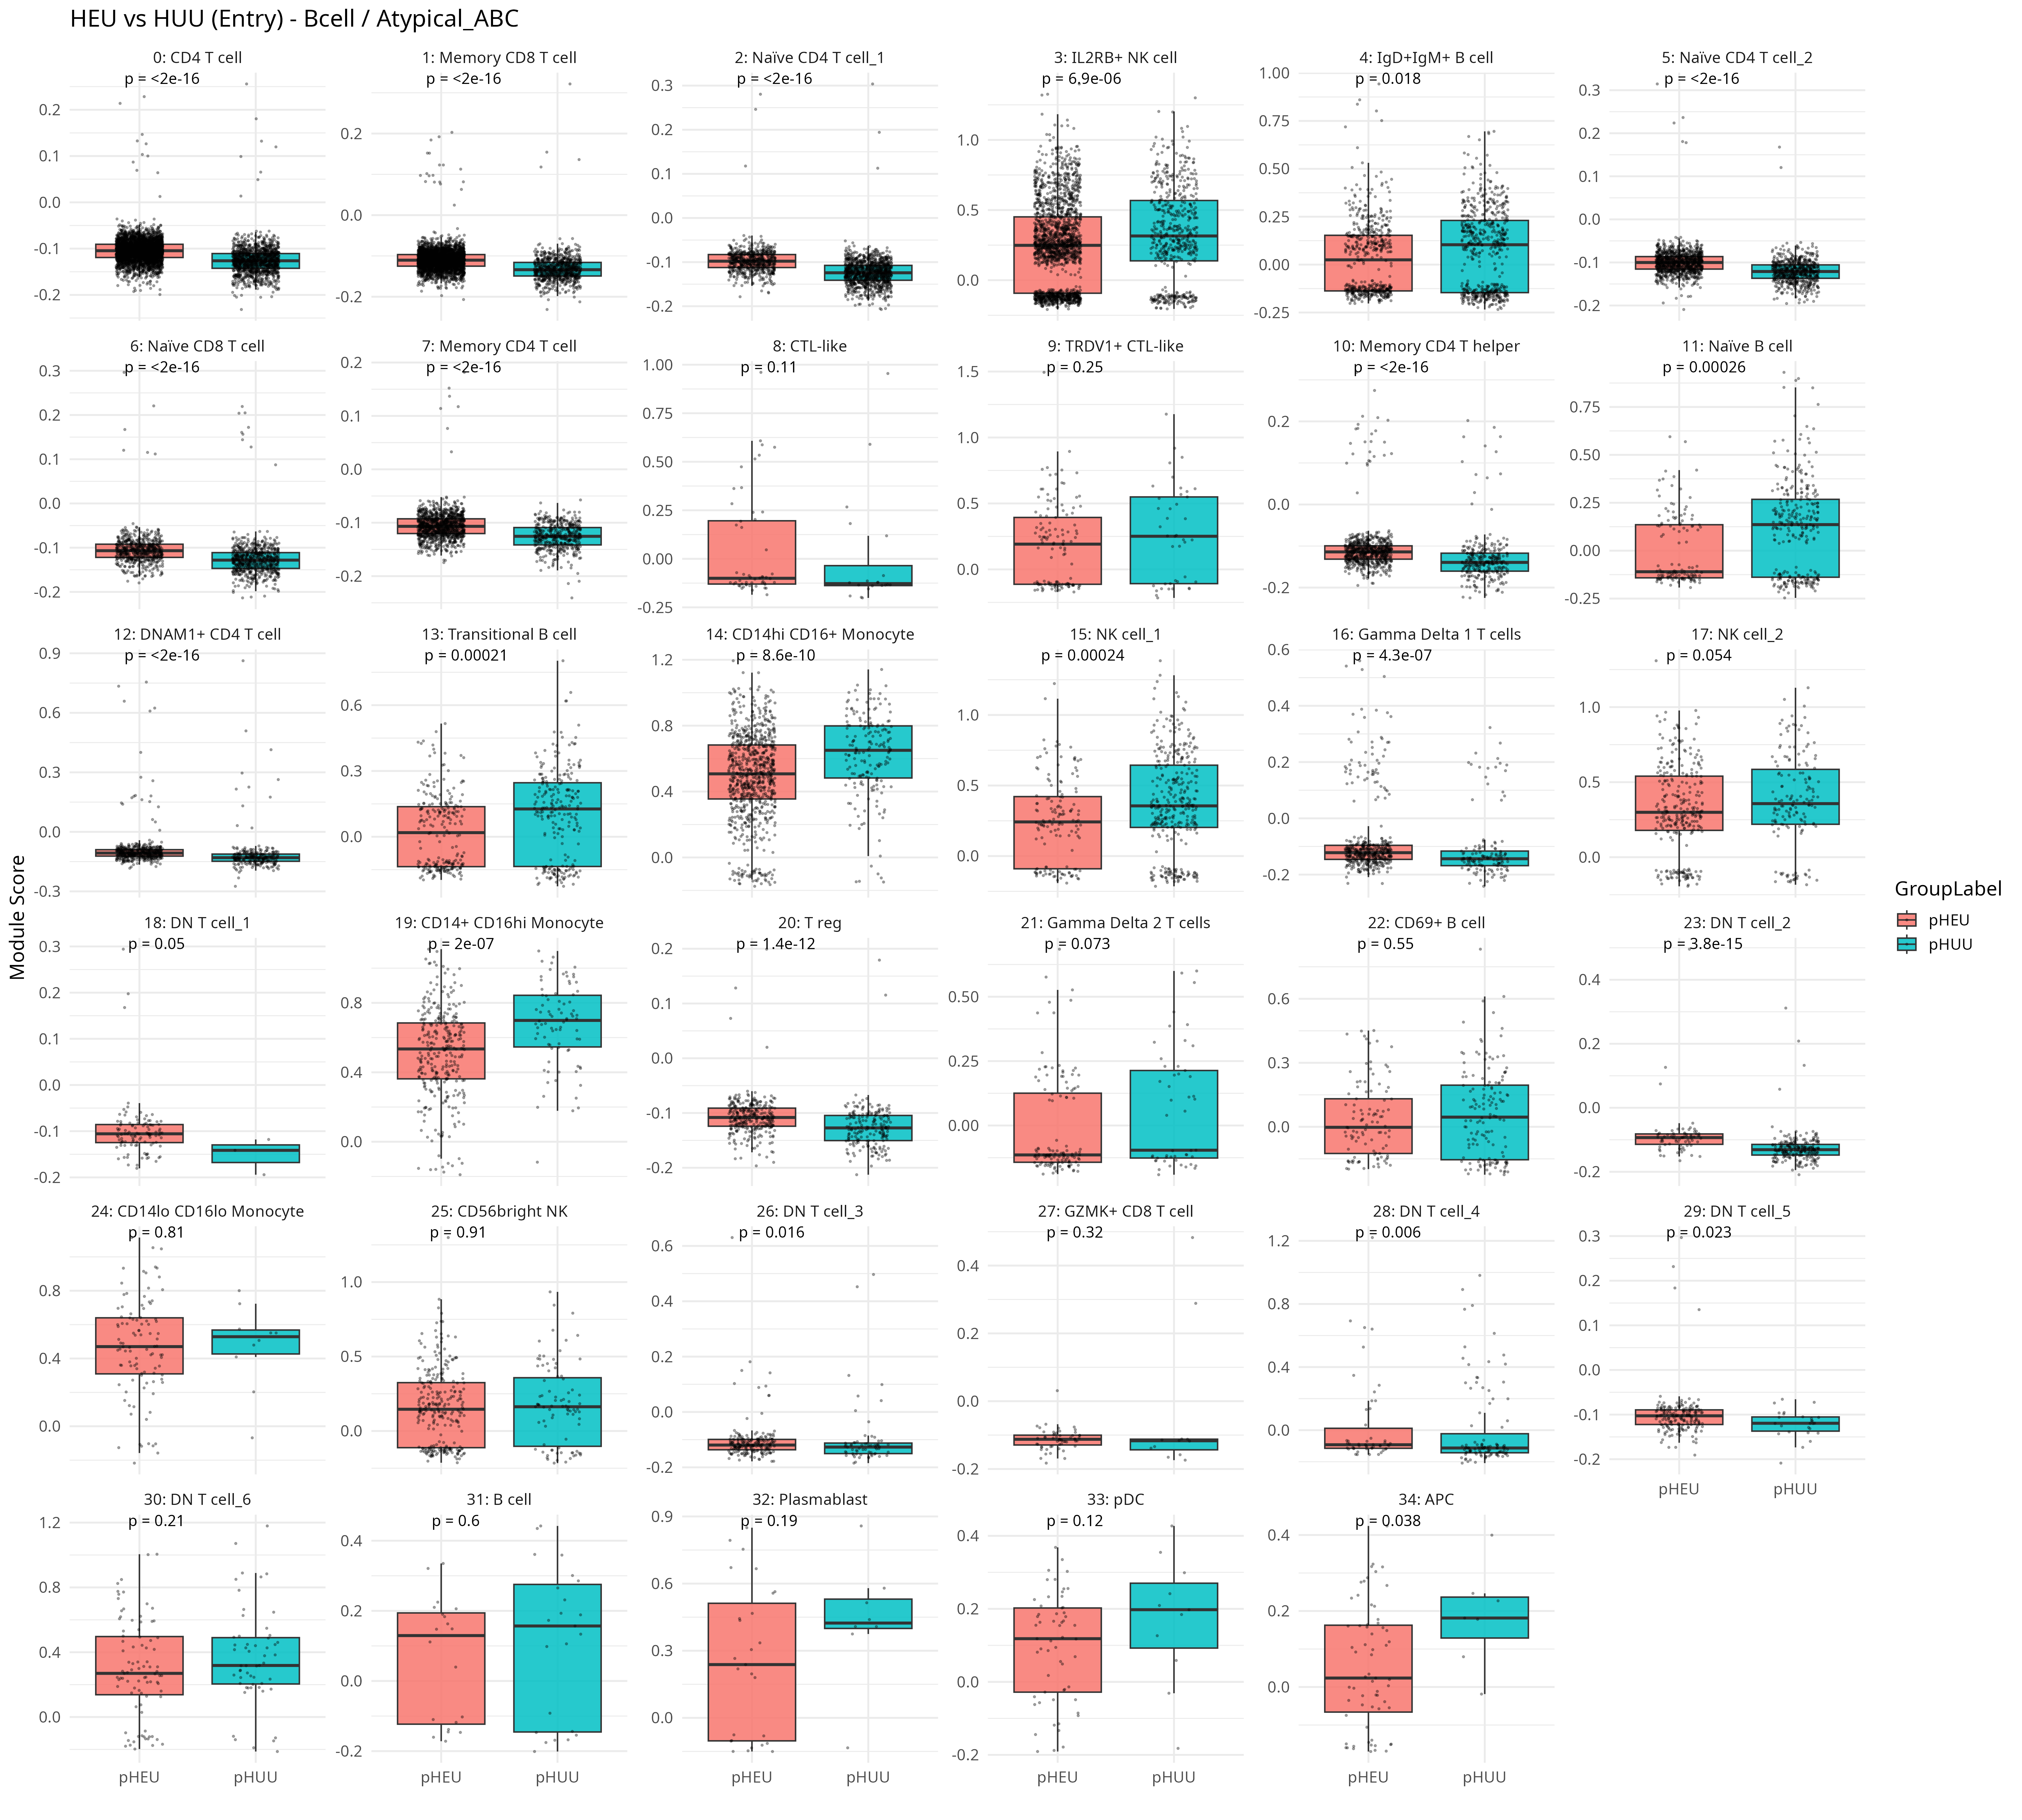 HEU vs HUU (Entry) - Bcell / Atypical_ABC
0: CD4 T cell
p = <2e-16
0.2
0.1
0.0
-0.1
-0.2
1: Memory CD8 T cell
p = <2e-16
0.2
0.0
-0.2
2: Naïve CD4 T cell_1
p = <2e-16
0.3
0.2
0.1
0.0
-0.1
-0.2
3: IL2RB+ NK cell
p = 6.9e-06
1.0
0.5
0.0
4: IgD+IgM+ B cell
p = 0.018
1.00
0.75
0.50
0.25
0.00
-0.25
5: Naïve CD4 T cell_2
p = <2e-16
0.3
0.2
0.1
0.0
-0.1
-0.2
6: Naïve CD8 T cell
p = <2e-16
0.3
0.2
0.1
0.0
-0.1
-0.2
7: Memory CD4 T cell
p = <2e-16
0.2
0.1
0.0
-0.1
-0.2
8: CTL-like
p = 0.11
1.00
0.75
0.50
0.25
0.00
-0.25
9: TRDV1+ CTL-like
p = 0.25
1.5
1.0
0.5
0.0
10: Memory CD4 T helper
p = <2e-16
0.2
0.0
-0.2
11: Naïve B cell
p = 0.00026
0.75
0.50
0.25
0.00
-0.25
12: DNAM1+ CD4 T cell
p = <2e-16
0.9
0.6
0.3
0.0
-0.3
13: Transitional B cell
p = 0.00021
0.6
0.3
0.0
14: CD14hi CD16+ Monocyte
p = 8.6e-10
1.2
0.8
0.4
0.0
15: NK cell_1
p = 0.00024
1.0
0.5
0.0
16: Gamma Delta 1 T cells
p = 4.3e-07
0.6
0.4
0.2
0.0
-0.2
17: NK cell_2
p = 0.054
1.0
0.5
0.0
Module Score
GroupLabel
pHEU
pHUU
18: DN T cell_1
p = 0.05
0.3
0.2
0.1
0.0
-0.1
-0.2
19: CD14+ CD16hi Monocyte
p = 2e-07
0.8
0.4
0.0
20: T reg
p = 1.4e-12
0.2
0.1
0.0
-0.1
-0.2
21: Gamma Delta 2 T cells
p = 0.073
0.50
0.25
0.00
22: CD69+ B cell
p = 0.55
0.6
0.3
0.0
23: DN T cell_2
p = 3.8e-15
0.4
0.2
0.0
-0.2
24: CD14lo CD16lo Monocyte
p = 0.81
0.8
0.4
0.0
25: CD56bright NK
p = 0.91
1.0
0.5
0.0
26: DN T cell_3
p = 0.016
0.6
0.4
0.2
0.0
-0.2
27: GZMK+ CD8 T cell
p = 0.32
0.4
0.2
0.0
-0.2
28: DN T cell_4
p = 0.006
1.2
0.8
0.4
0.0
29: DN T cell_5
p = 0.023
0.3
0.2
0.1
0.0
-0.1
-0.2
pHEU
pHUU
30: DN T cell_6
p = 0.21
1.2
0.8
0.4
0.0
pHEU
pHUU
31: B cell
p = 0.6
0.4
0.2
0.0
-0.2
pHEU
pHUU
32: Plasmablast
p = 0.19
0.9
0.6
0.3
0.0
pHEU
pHUU
33: pDC
p = 0.12
0.4
0.2
0.0
-0.2
pHEU
pHUU
34: APC
p = 0.038
0.4
0.2
0.0
pHEU
pHUU